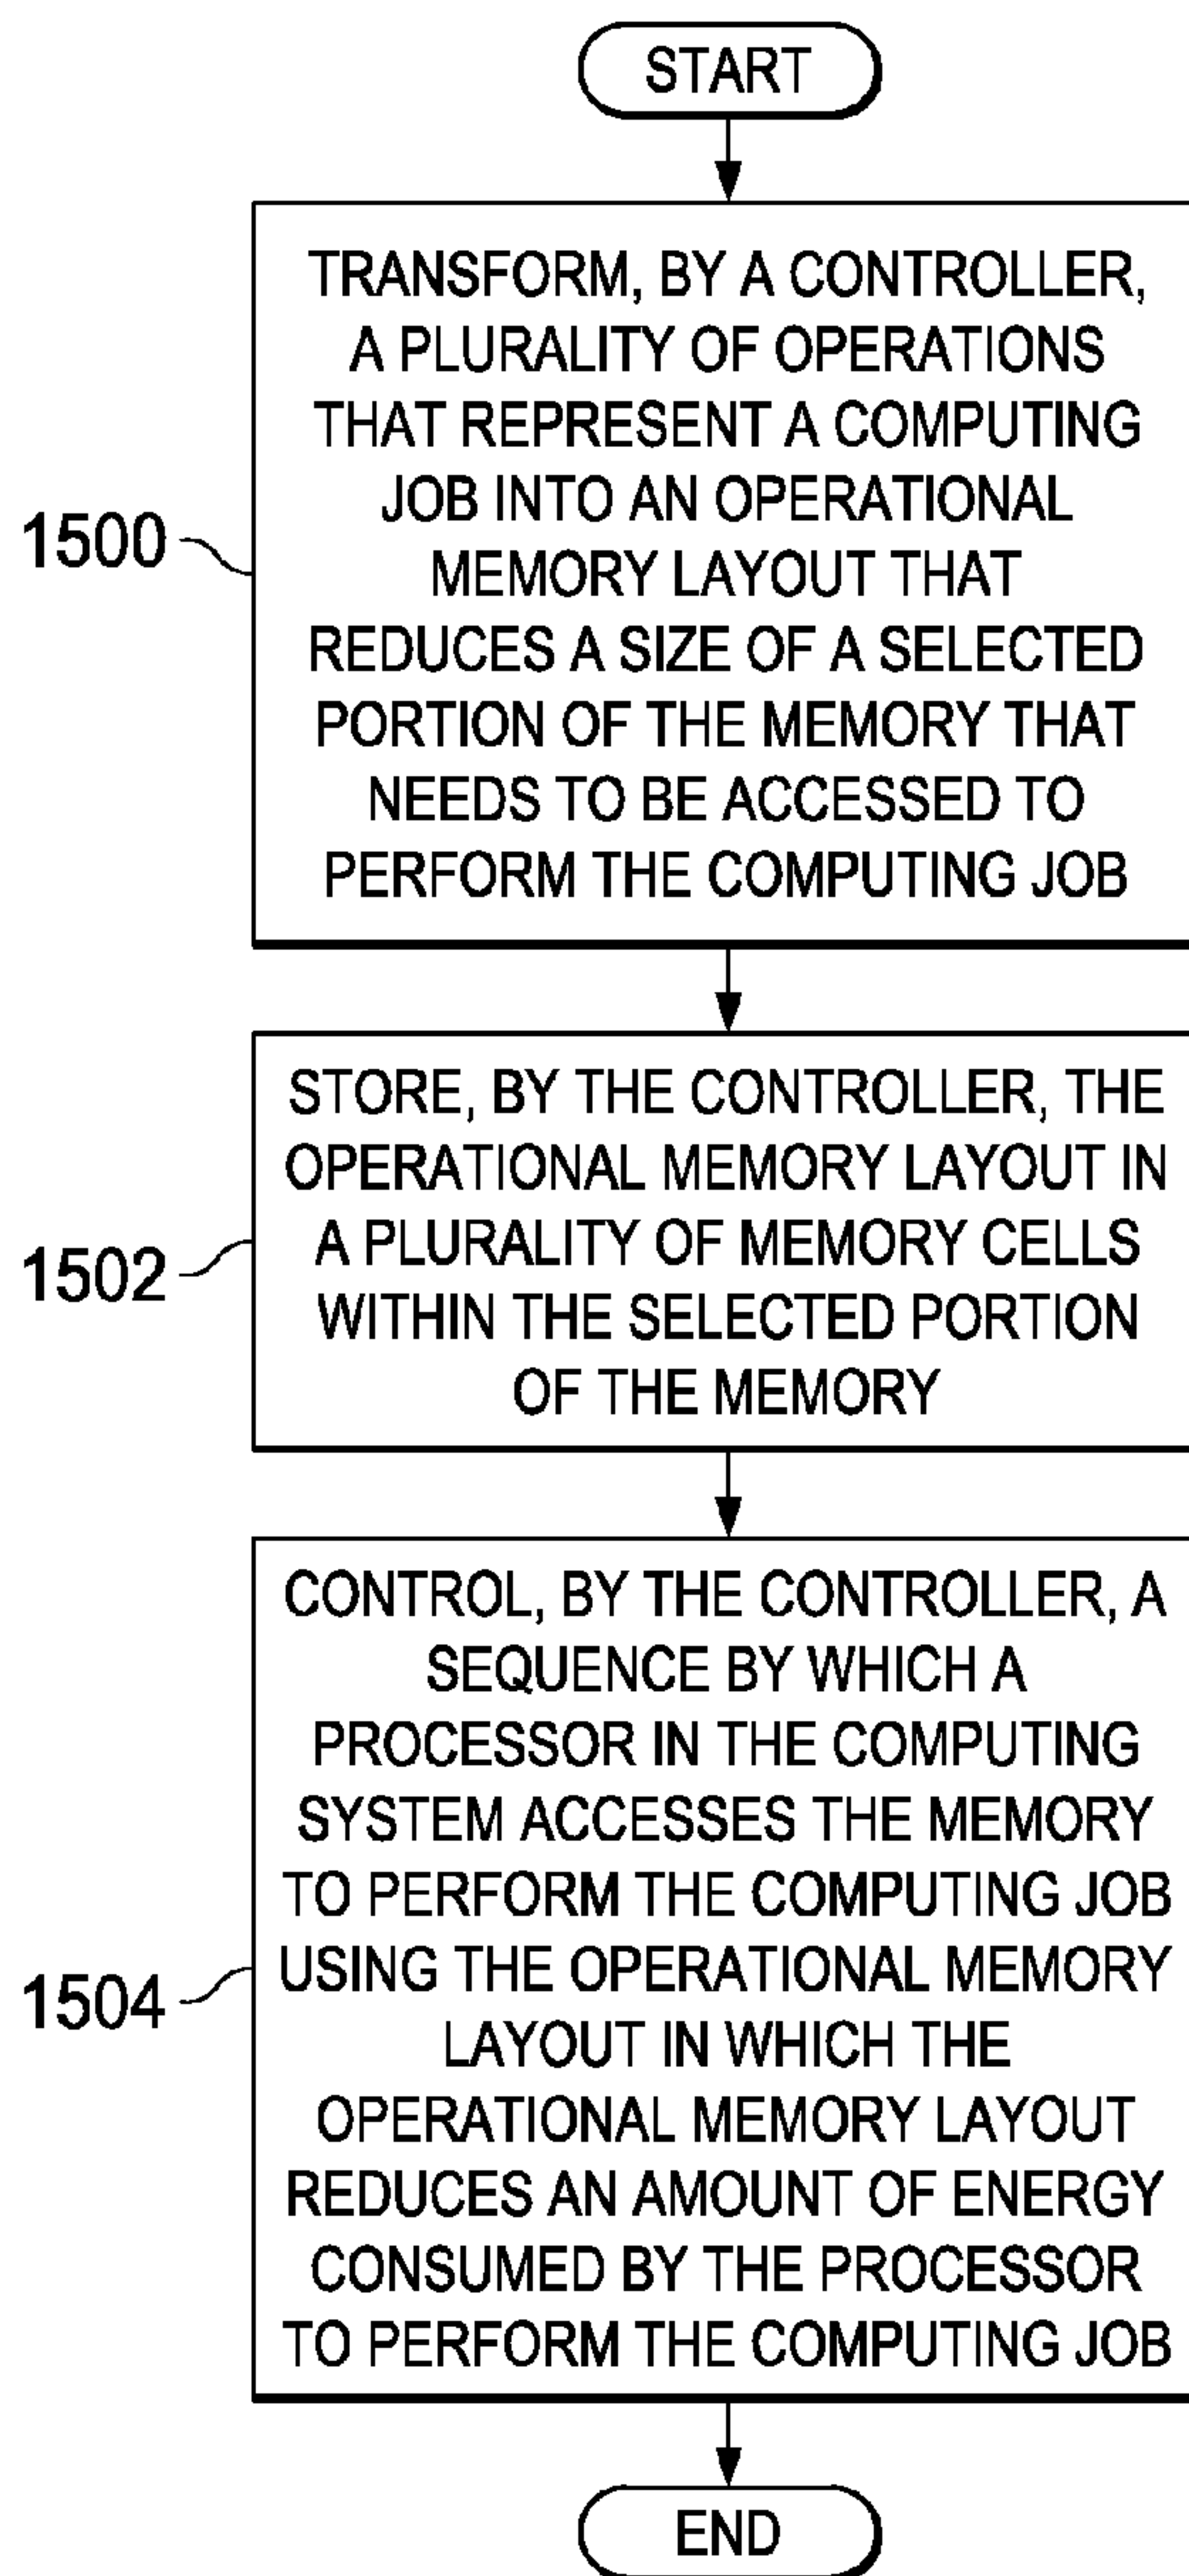 START
TRANSFORM, BY A CONTROLLER,
A PLURALITY OF OPERATIONS
THAT REPRESENT A COMPUTING
JOB INTO AN OPERATIONAL
MEMORY LAYOUT THAT
REDUCES A SIZE OF A SELECTED
PORTION OF THE MEMORY THAT
NEEDS TO BE ACCESSED TO
PERFORM THE COMPUTING JOB
1500
STORE, BY THE CONTROLLER, THE
OPERATIONAL MEMORY LAYOUT IN
A PLURALITY OF MEMORY CELLS
WITHIN THE SELECTED PORTION
OF THE MEMORY
1502
CONTROL, BY THE CONTROLLER, A
SEQUENCE BY WHICH A
PROCESSOR IN THE COMPUTING
SYSTEM ACCESSES THE MEMORY
TO PERFORM THE COMPUTING JOB
USING THE OPERATIONAL MEMORY
LAYOUT IN WHICH THE
OPERATIONAL MEMORY LAYOUT
REDUCES AN AMOUNT OF ENERGY
CONSUMED BY THE PROCESSOR
TO PERFORM THE COMPUTING JOB
1504
END